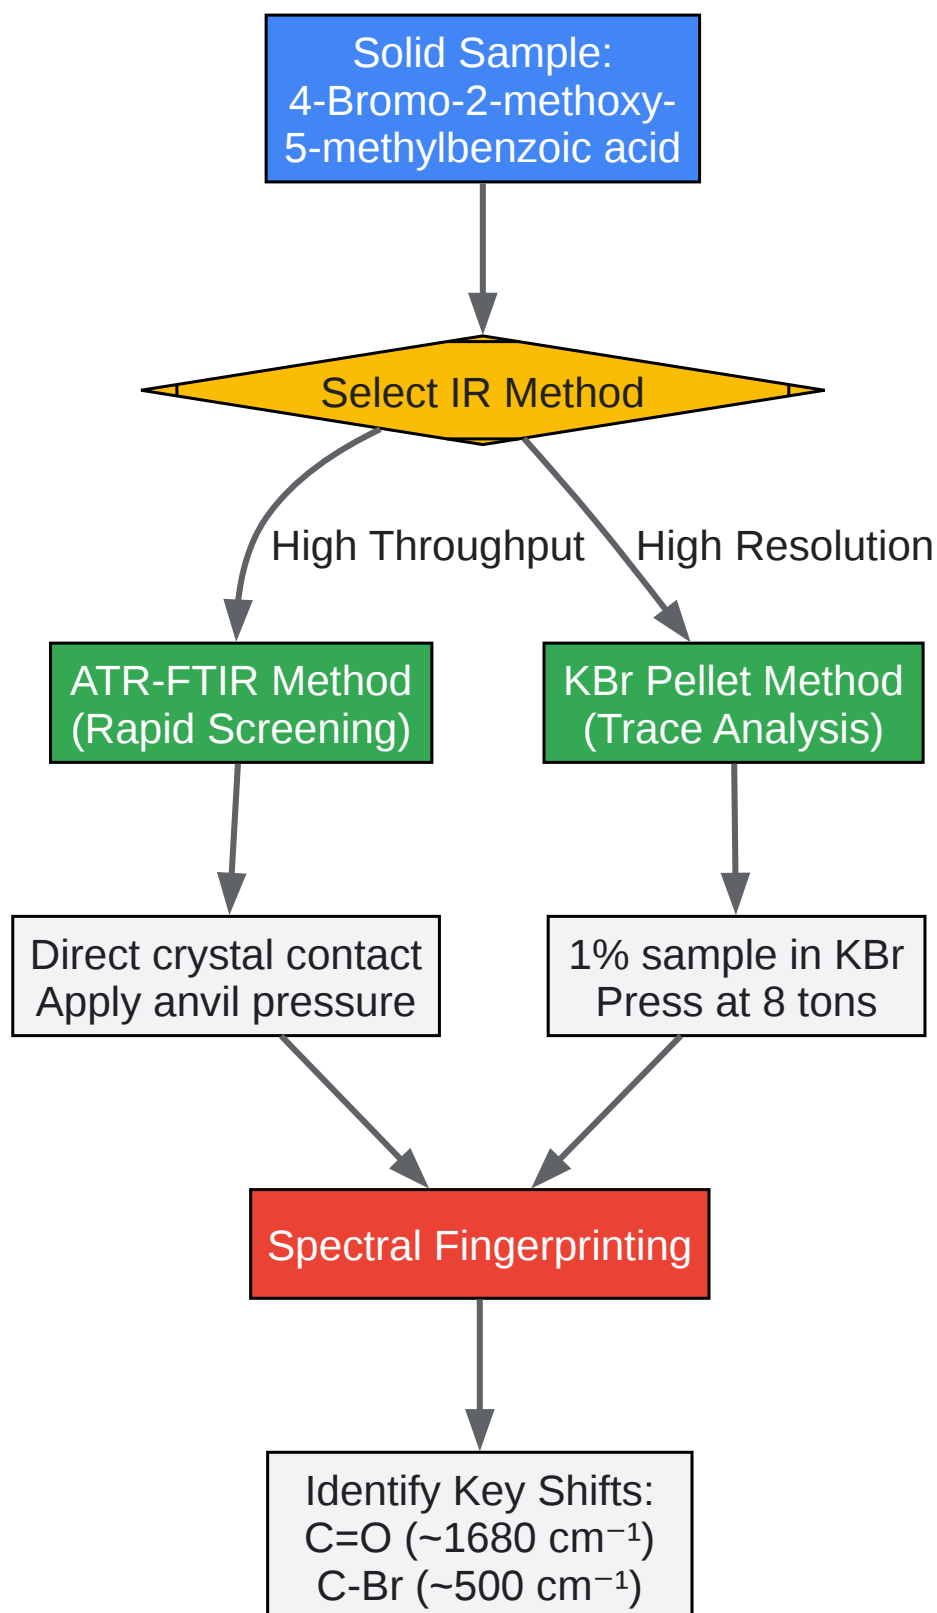 Solid Sample:
4-Bromo-2-methoxy-
5-methylbenzoic acid
Select IR Method
High Throughput
High Resolution
ATR-FTIR Method
(Rapid Screening)
KBr Pellet Method
(Trace Analysis)
Direct crystal contact
Apply anvil pressure
1% sample in KBr
Press at 8 tons
Spectral Fingerprinting
Identify Key Shifts:
C=O (~1680 cm⁻¹)
C-Br (~500 cm⁻¹)